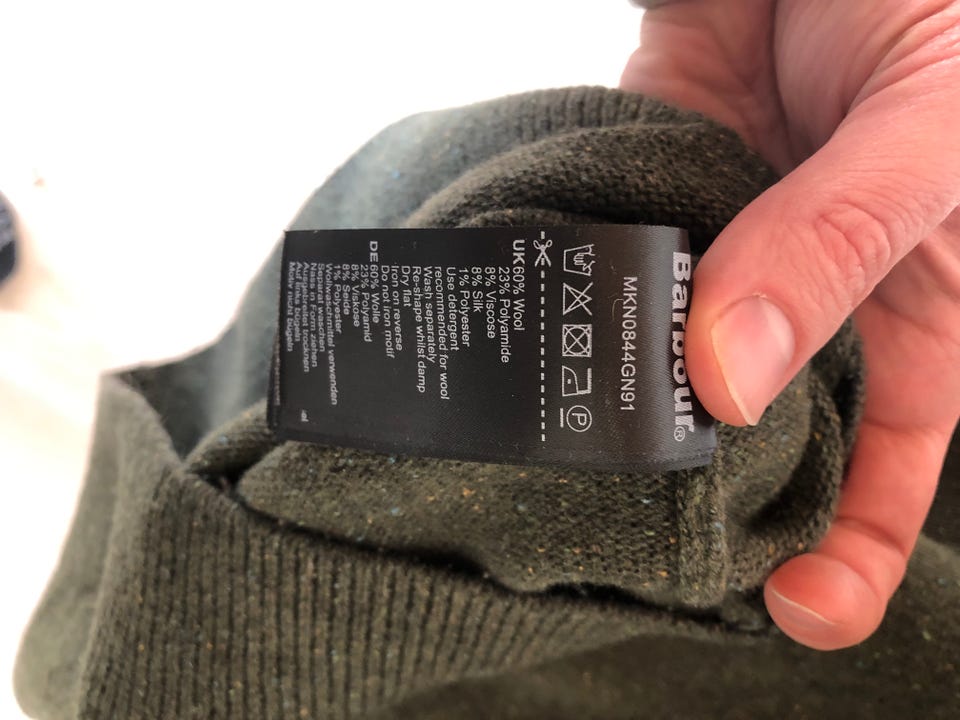 Barbour®
MKN0844GN91
P
UK 60% Wool
23% Polyamide
8% Viscose
8% Silk
1% Polyester
Use detergent
recommended for wool
Wash separately
Re-shape whilst damp
Dry flat
Iron on reverse
Do not iron motif
DE 60% Wolle
23% Polyamid
8% Viskose
8% Seide
1% Polyester
Wollwaschmittel verwenden
Separat waschen
Nass in Form ziehen
Ausgebreitet trocknen
Auf links bügeln
Motiv nicht bügeln